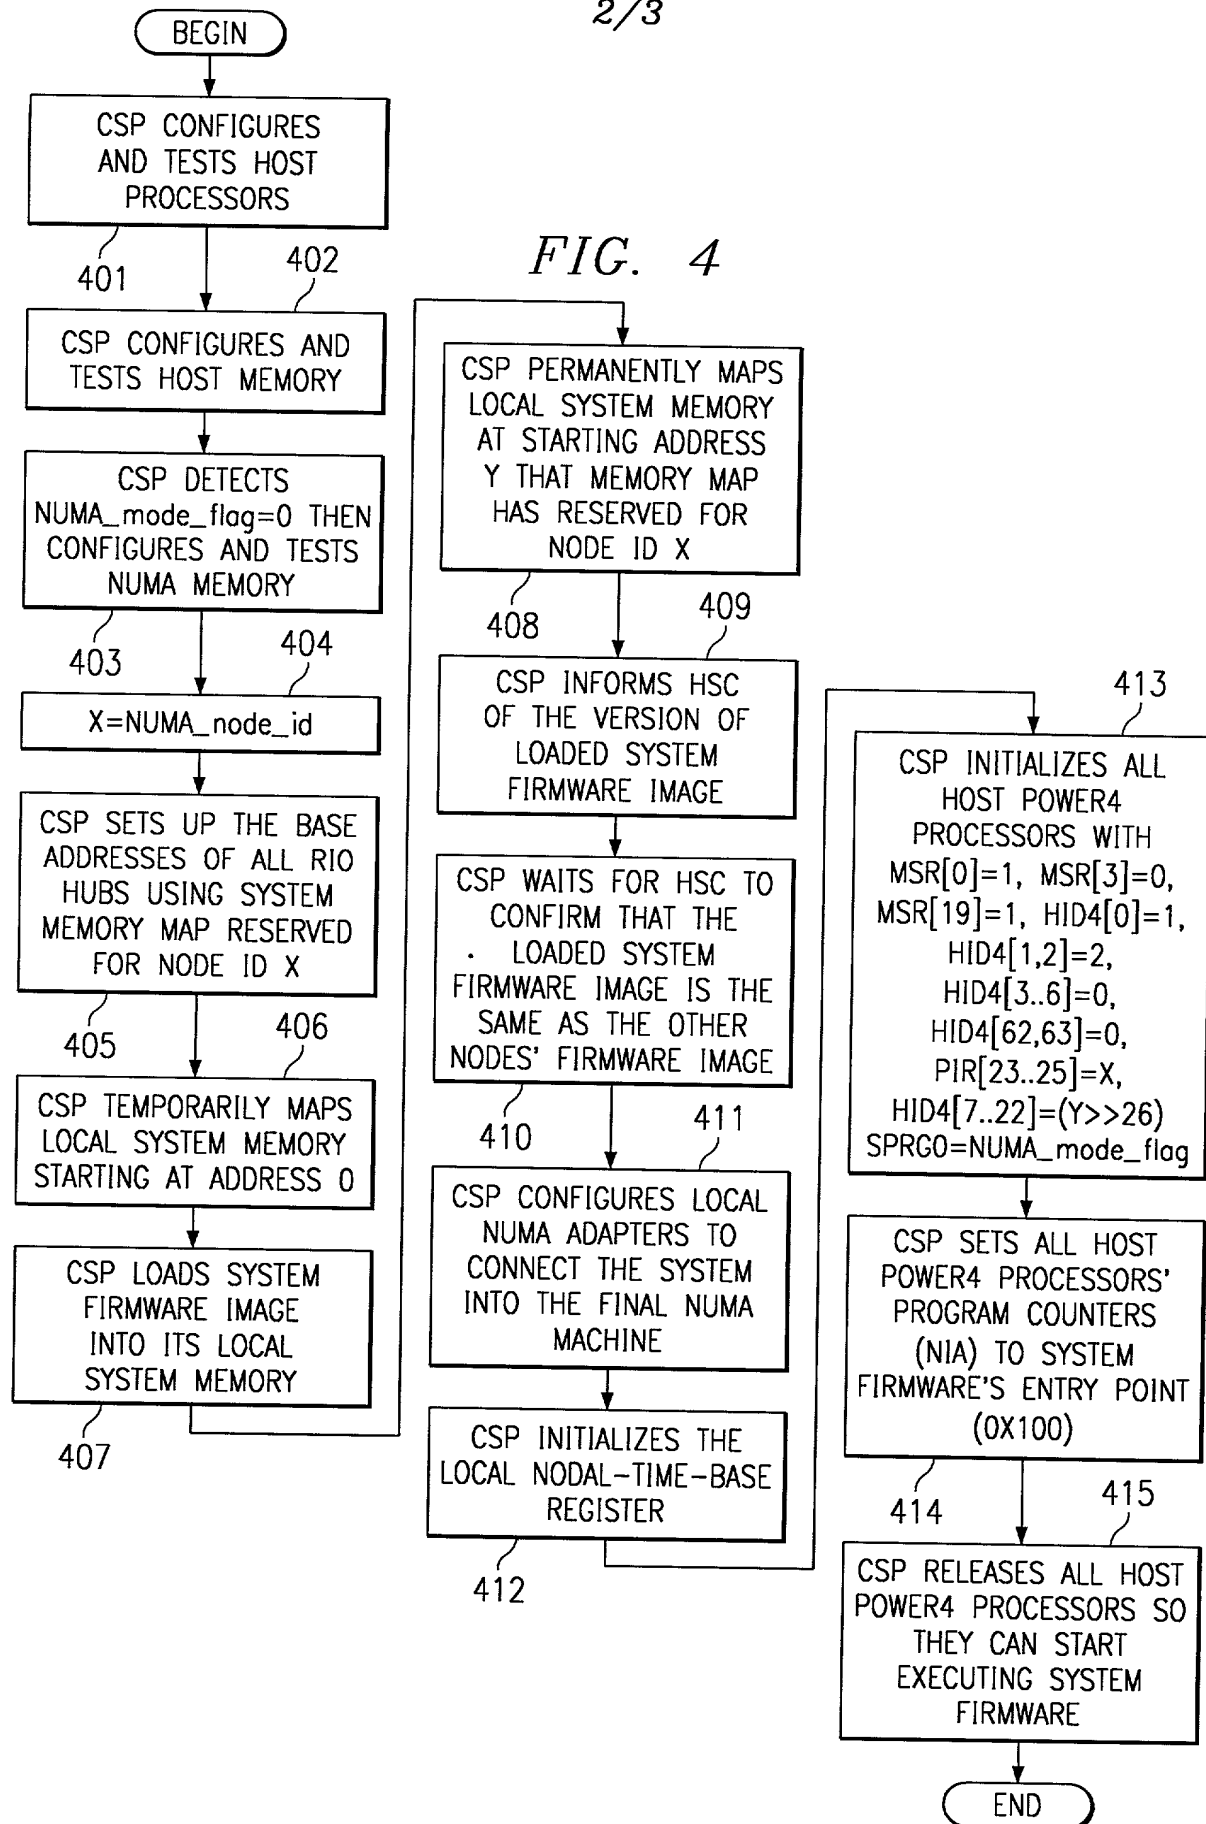 2/3
BEGIN
CSP CONFIGURES
AND TESTS HOST
PROCESSORS
401
402
CSP CONFIGURES AND
TESTS HOST MEMORY
CSP DETECTS
NUMA_mode_flag=0 THEN
CONFIGURES AND TESTS
NUMA MEMORY
403
404
X=NUMA_node_id
CSP SETS UP THE BASE
ADDRESSES OF ALL RIO
HUBS USING SYSTEM
MEMORY MAP RESERVED
FOR NODE ID X
405
406
CSP TEMPORARILY MAPS
LOCAL SYSTEM MEMORY
STARTING AT ADDRESS 0
CSP LOADS SYSTEM
FIRMWARE IMAGE
INTO ITS LOCAL
SYSTEM MEMORY
407
FIG. 4
CSP PERMANENTLY MAPS
LOCAL SYSTEM MEMORY
AT STARTING ADDRESS
Y THAT MEMORY MAP
HAS RESERVED FOR
NODE ID X
408
409
CSP INFORMS HSC
OF THE VERSION OF
LOADED SYSTEM
FIRMWARE IMAGE
CSP WAITS FOR HSC TO
CONFIRM THAT THE
LOADED SYSTEM
FIRMWARE IMAGE IS THE
SAME AS THE OTHER
NODES' FIRMWARE IMAGE
410
411
CSP CONFIGURES LOCAL
NUMA ADAPTERS TO
CONNECT THE SYSTEM
INTO THE FINAL NUMA
MACHINE
CSP INITIALIZES THE
LOCAL NODAL-TIME-BASE
REGISTER
412
413
CSP INITIALIZES ALL
HOST POWER4
PROCESSORS WITH
MSR[0]=1, MSR[3]=0,
MSR[19]=1, HID4[0]=1,
HID4[1,2]=2,
HID4[3..6]=0,
HID4[62,63]=0,
PIR[23..25]=X,
HID4[7..22]=(Y>>26)
SPRG0=NUMA_mode_flag
CSP SETS ALL HOST
POWER4 PROCESSORS'
PROGRAM COUNTERS
(NIA) TO SYSTEM
FIRMWARE'S ENTRY POINT
(0X100)
414
415
CSP RELEASES ALL HOST
POWER4 PROCESSORS SO
THEY CAN START
EXECUTING SYSTEM
FIRMWARE
END